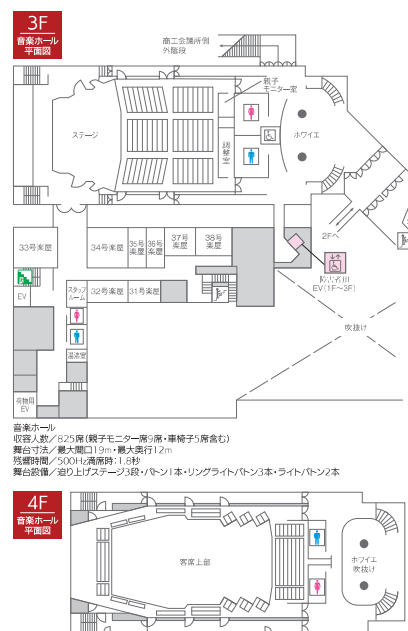 3F
音楽ホール
平面図
商工会議所側
外階段
親子
モニター室
ステージ
調整室
ホワイエ
2Fへ
33号楽屋
34号楽屋
35号
楽屋
36号
楽屋
37号
楽屋
38号
楽屋
EV
スタッフ
ルーム
32号楽屋
31号楽屋
EV(1F〜3F)
吹抜け
湯沸室
荷物用
EV
音楽ホール
収容人数／825席(親子モニター席9席・車椅子5席含む)
舞台寸法／最大間口19m・最大奥行12m
残響時間／500Hz満席時：1.8秒
舞台設備／迫り上げステージ3段・バトン1本・リングライトバトン3本・ライトバトン2本
4F
音楽ホール
平面図
客席上部
ホワイエ
吹抜け